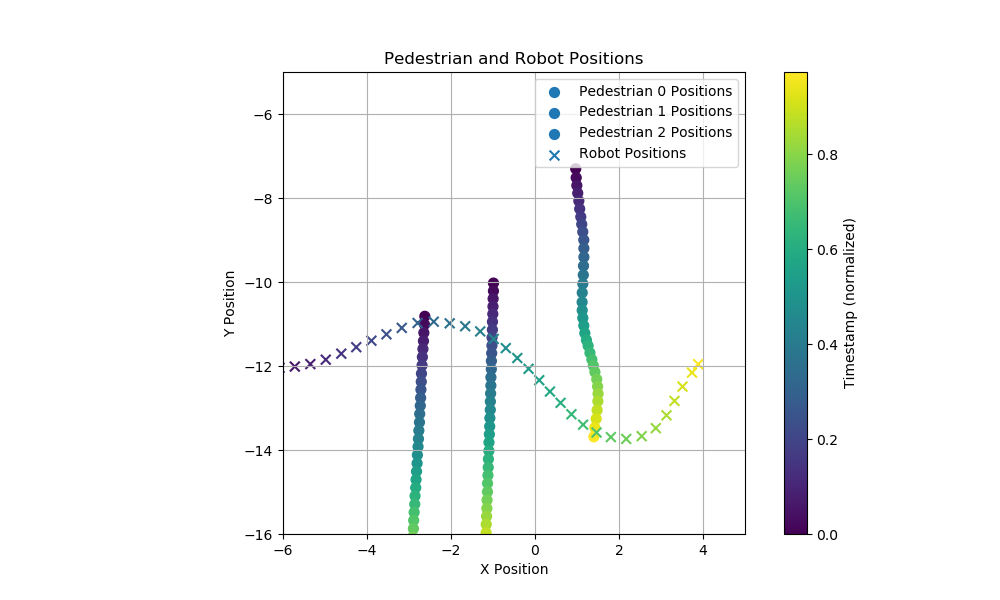 Pedestrian and Robot Positions
Pedestrian 0 Positions
Pedestrian 1 Positions
Pedestrian 2 Positions
Robot Positions
−6
−8
−10
−12
−14
−16
Y Position
−6
−4
−2
0
2
4
X Position
0.8
0.6
0.4
0.2
0.0
Timestamp (normalized)